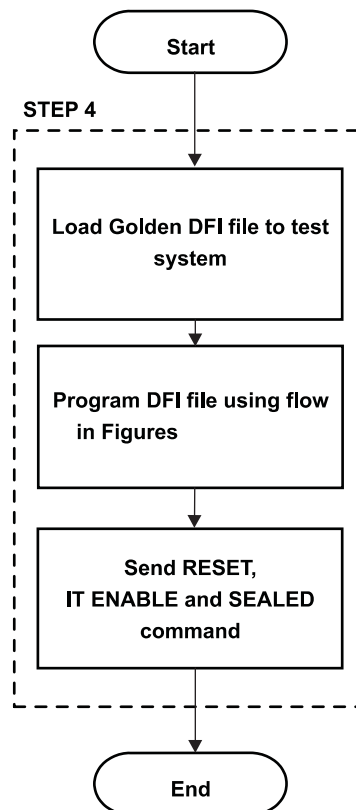 Start
STEP 4
Load Golden DFI file to test
system
Program DFI file using flow
in Figures
Send RESET,
IT ENABLE and SEALED
command
End